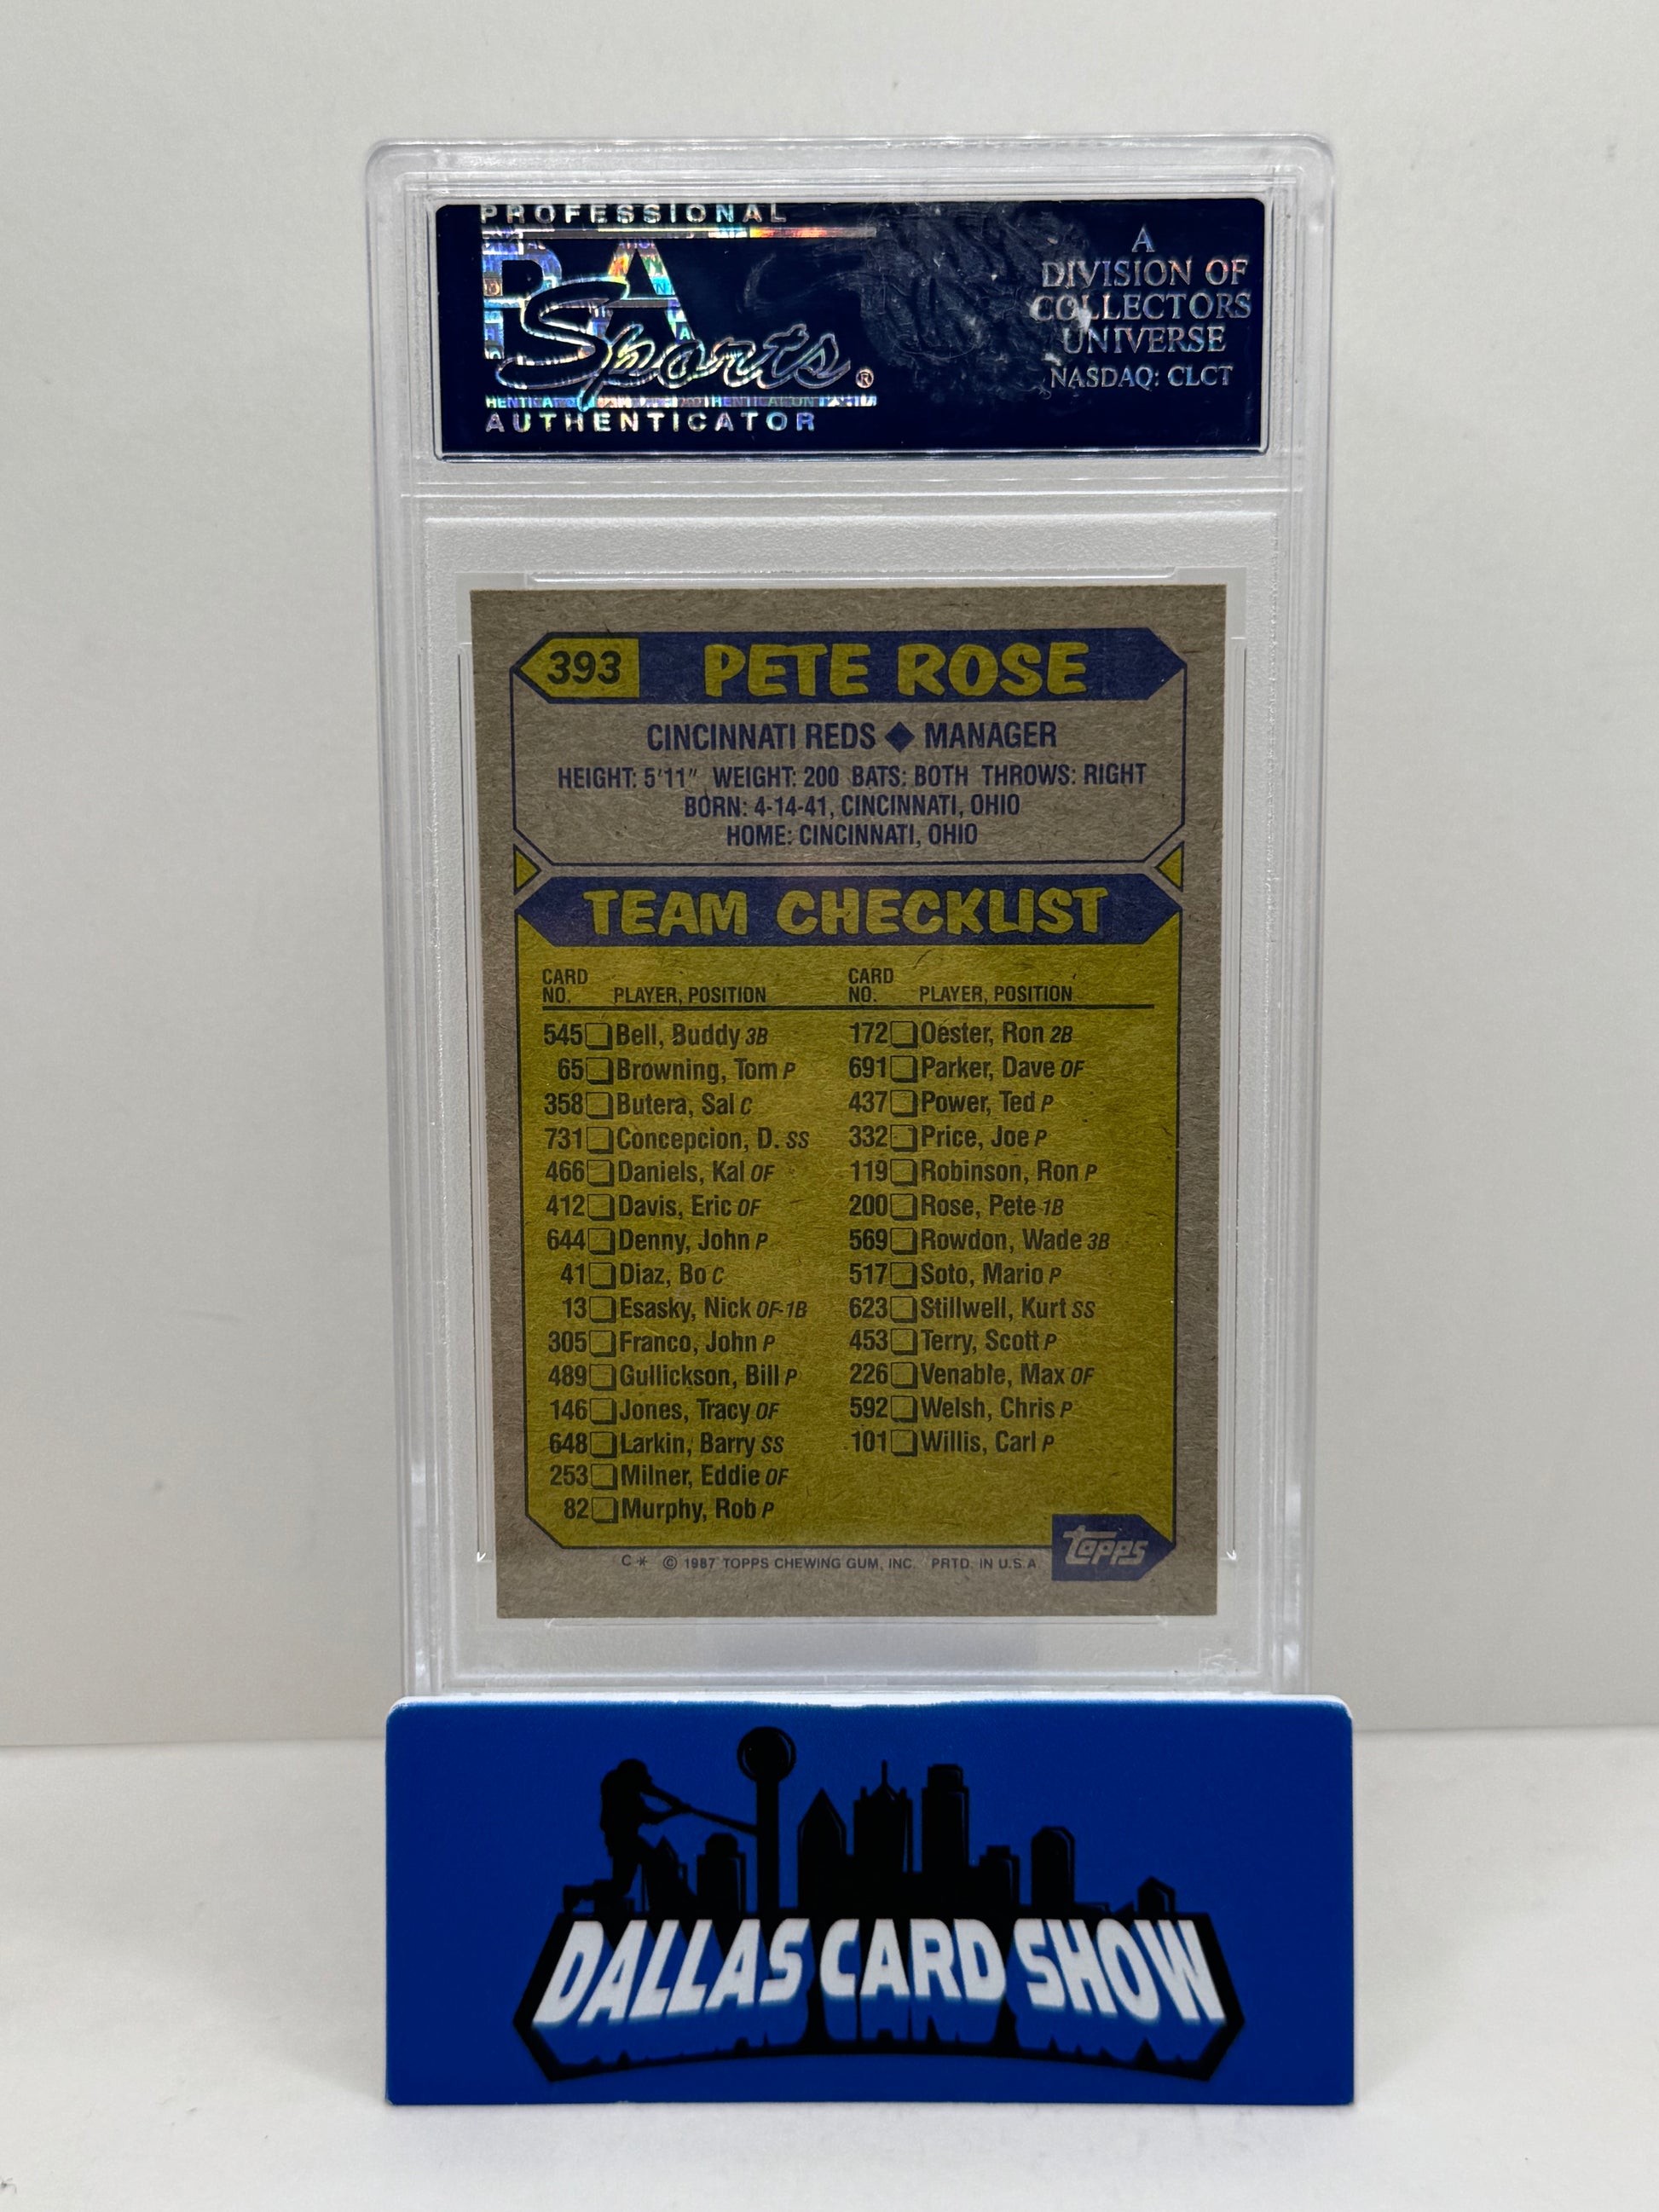 PROFESSIONAL
PSA
Sports®
AUTHENTICATOR
A
DIVISION OF
COLLECTORS
UNIVERSE
NASDAQ: CLCT
393 PETE ROSE
CINCINNATI REDS ◆ MANAGER
HEIGHT: 5'11" WEIGHT: 200 BATS: BOTH THROWS: RIGHT
BORN: 4-14-41, CINCINNATI, OHIO
HOME: CINCINNATI, OHIO
TEAM CHECKLIST
CARD
NO. PLAYER, POSITION
545 Bell, Buddy 3B
65 Browning, Tom P
358 Butera, Sal C
731 Concepcion, D. SS
466 Daniels, Kal OF
412 Davis, Eric OF
644 Denny, John P
41 Diaz, Bo C
13 Esasky, Nick OF-1B
305 Franco, John P
489 Gullickson, Bill P
146 Jones, Tracy OF
648 Larkin, Barry SS
253 Milner, Eddie OF
82 Murphy, Rob P
CARD
NO. PLAYER, POSITION
172 Oester, Ron 2B
691 Parker, Dave OF
437 Power, Ted P
332 Price, Joe P
119 Robinson, Ron P
200 Rose, Pete 1B
569 Rowdon, Wade 3B
517 Soto, Mario P
623 Stillwell, Kurt SS
453 Terry, Scott P
226 Venable, Max OF
592 Welsh, Chris P
101 Willis, Carl P
C* © 1987 TOPPS CHEWING GUM, INC. PRTD. IN U.S.A
topps
DALLAS CARD SHOW